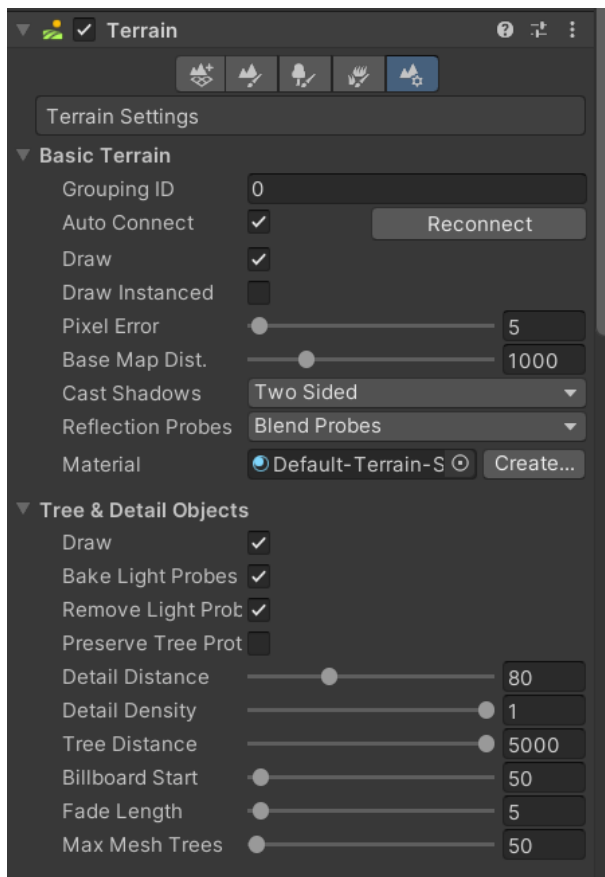 Terrain
Terrain Settings
Basic Terrain
Grouping ID 0
Auto Connect Reconnect
Draw
Draw Instanced
Pixel Error 5
Base Map Dist. 1000
Cast Shadows Two Sided
Reflection Probes Blend Probes
Material Default-Terrain-S Create...
Tree & Detail Objects
Draw
Bake Light Probes
Remove Light Prob
Preserve Tree Prot
Detail Distance 80
Detail Density 1
Tree Distance 5000
Billboard Start 50
Fade Length 5
Max Mesh Trees 50